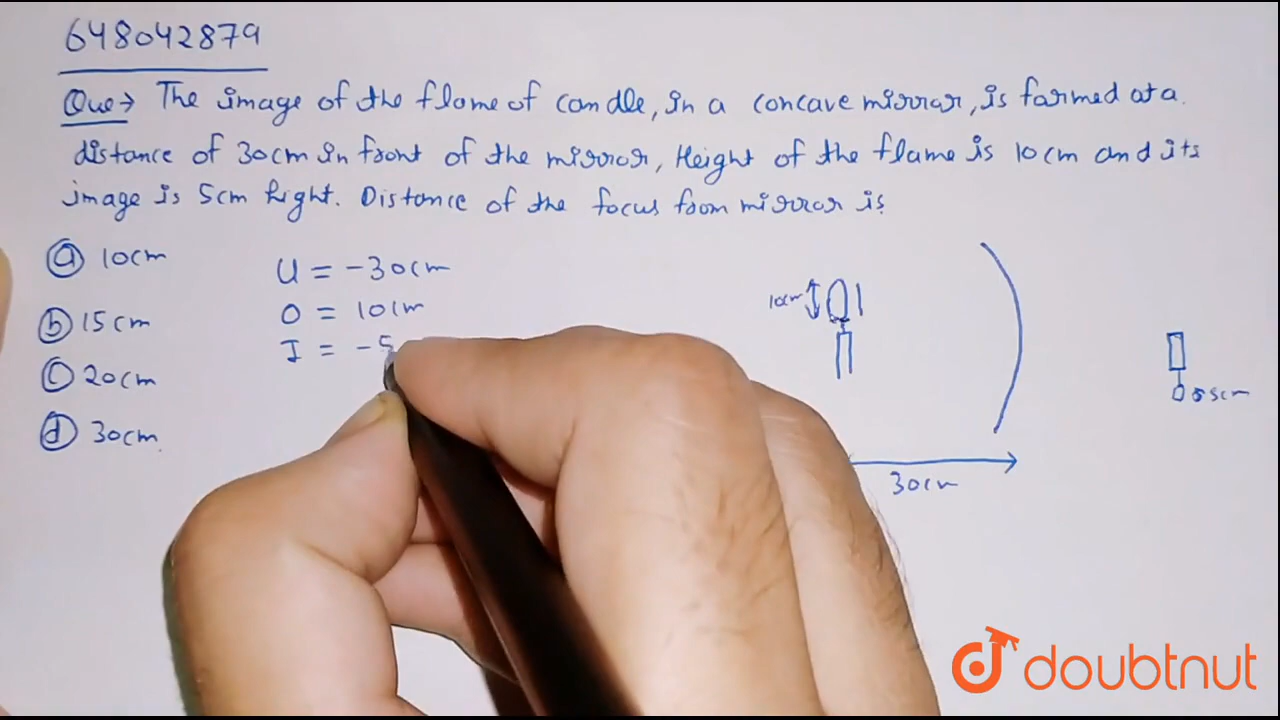 648042879
Que→ The image of the flame of candle, in a concave mirror, is formed at a
distance of 30cm in front of the mirror, Height of the flame is 10cm and its
image is 5cm hight. Distance of the focus from mirror is
a 10cm
b 15cm
c 20cm
d 30cm.
U = -30cm
O = 10cm
I = -5
10cm
5cm
30cm
doubtnut